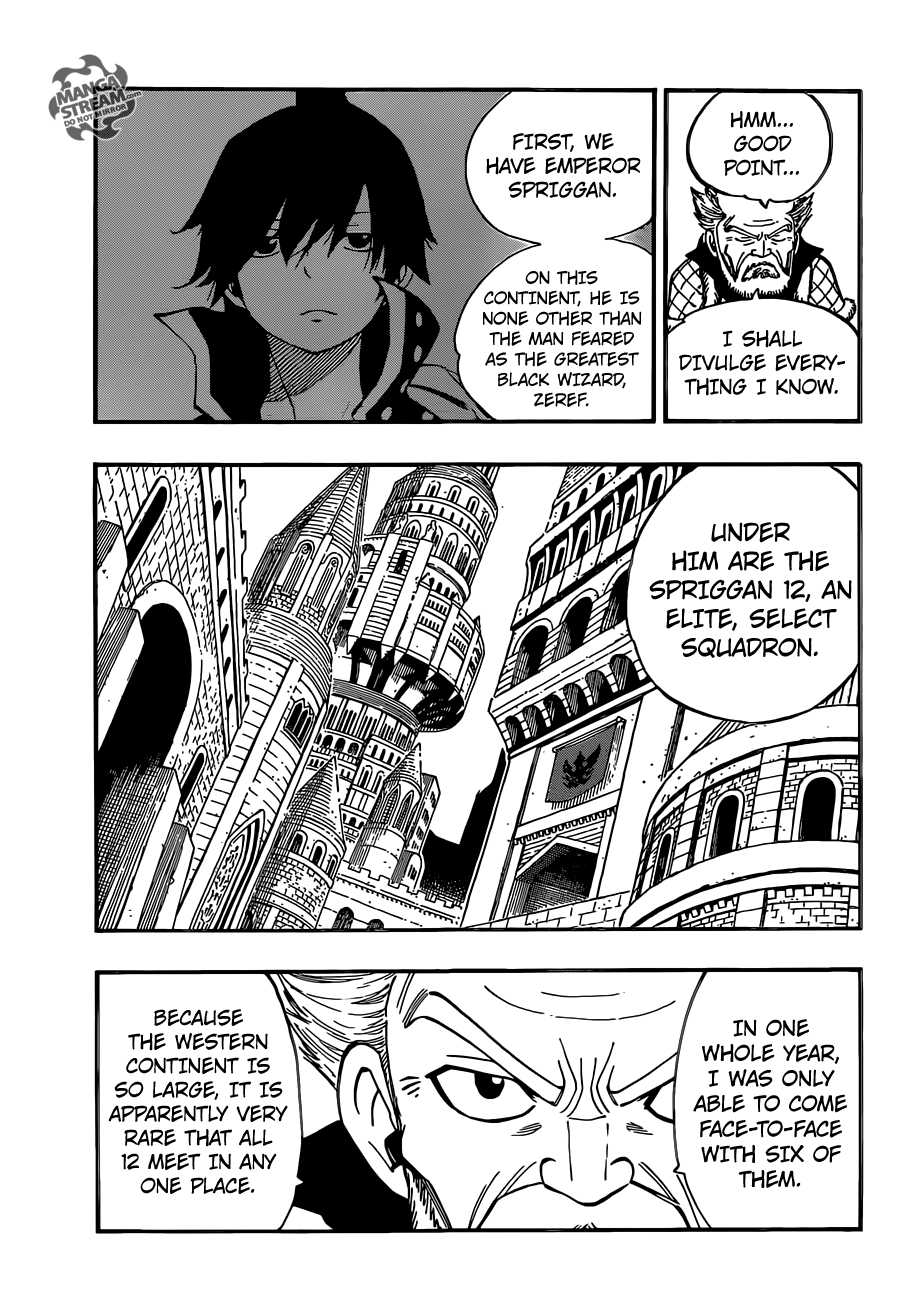 MANGA
STREAM.com
DO NOT MIRROR
HMM...
GOOD
POINT...
I SHALL
DIVULGE EVERY-
THING I KNOW.
FIRST, WE
HAVE EMPEROR
SPRIGGAN.
ON THIS
CONTINENT, HE IS
NONE OTHER THAN
THE MAN FEARED
AS THE GREATEST
BLACK WIZARD,
ZEREF.
UNDER
HIM ARE THE
SPRIGGAN 12, AN
ELITE, SELECT
SQUADRON.
IN ONE
WHOLE YEAR,
I WAS ONLY
ABLE TO COME
FACE-TO-FACE
WITH SIX OF
THEM.
BECAUSE
THE WESTERN
CONTINENT IS
SO LARGE, IT IS
APPARENTLY VERY
RARE THAT ALL
12 MEET IN ANY
ONE PLACE.